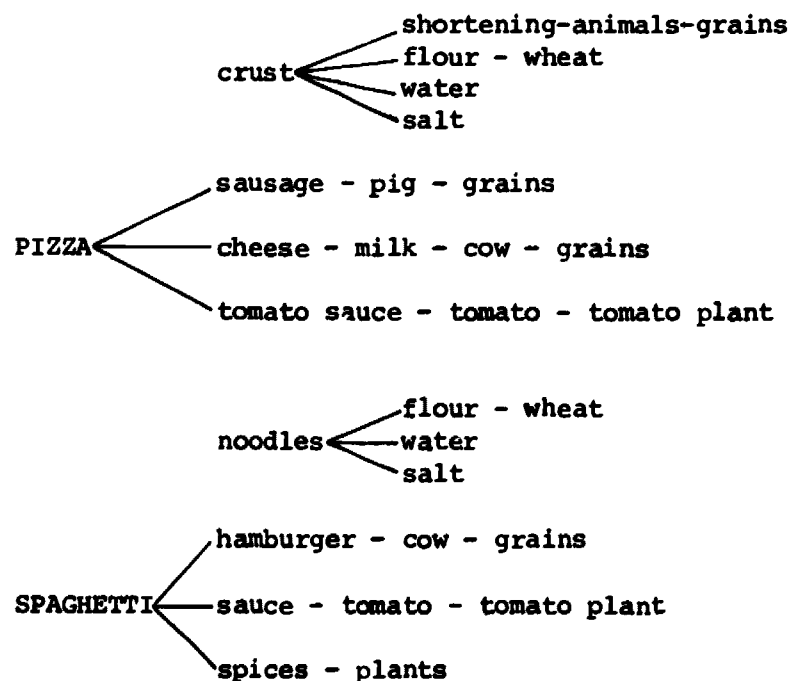 shortening-animals-grains
flour - wheat
crust
water
salt
sausage - pig - grains
PIZZA
cheese - milk - cow - grains
tomato sauce - tomato - tomato plant
flour - wheat
noodles
water
salt
hamburger - cow - grains
SPAGHETTI
sauce - tomato - tomato plant
spices - plants